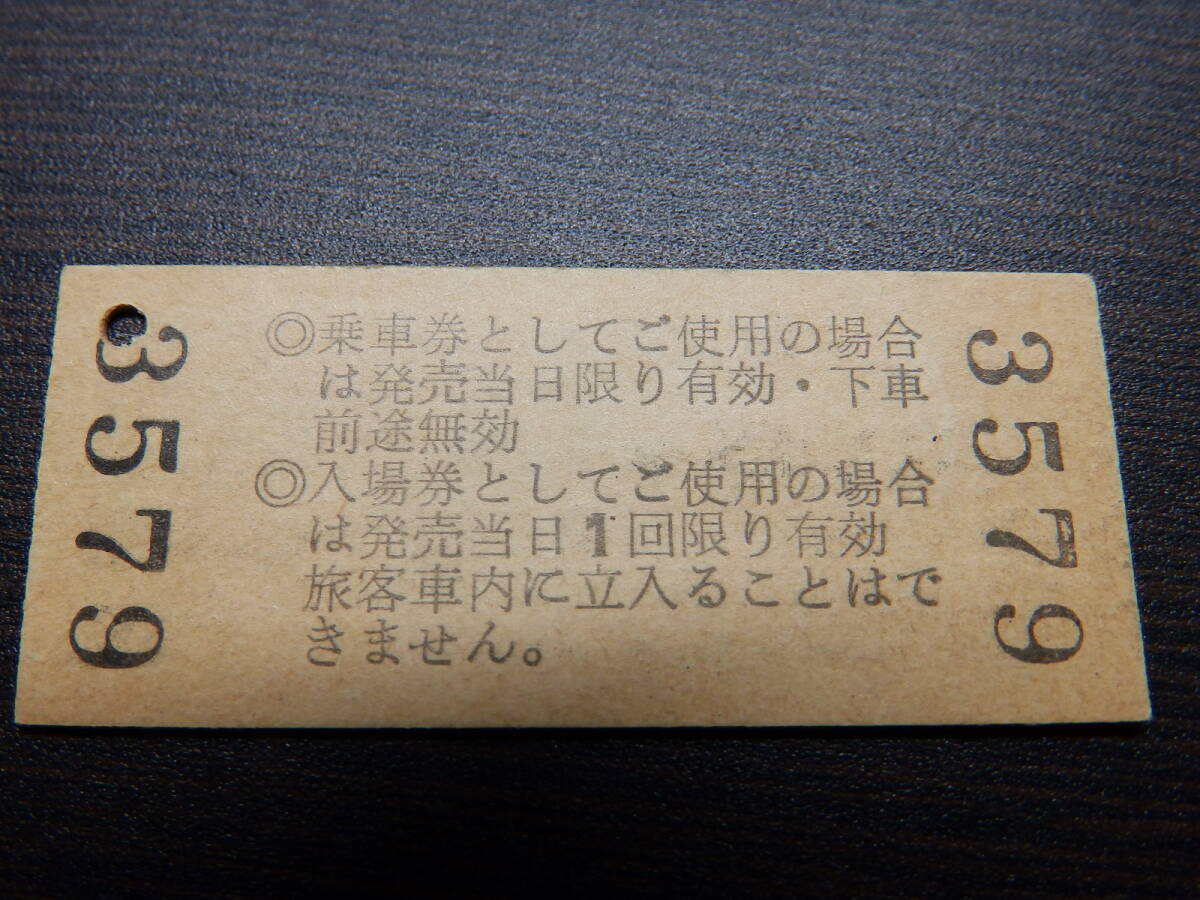 3579
◎乗車券としてご使用の場合
は発売当日限り有効・下車
前途無効
◎入場券としてご使用の場合
は発売当日1回限り有効
旅客車内に立入ることはで
きません。
3579